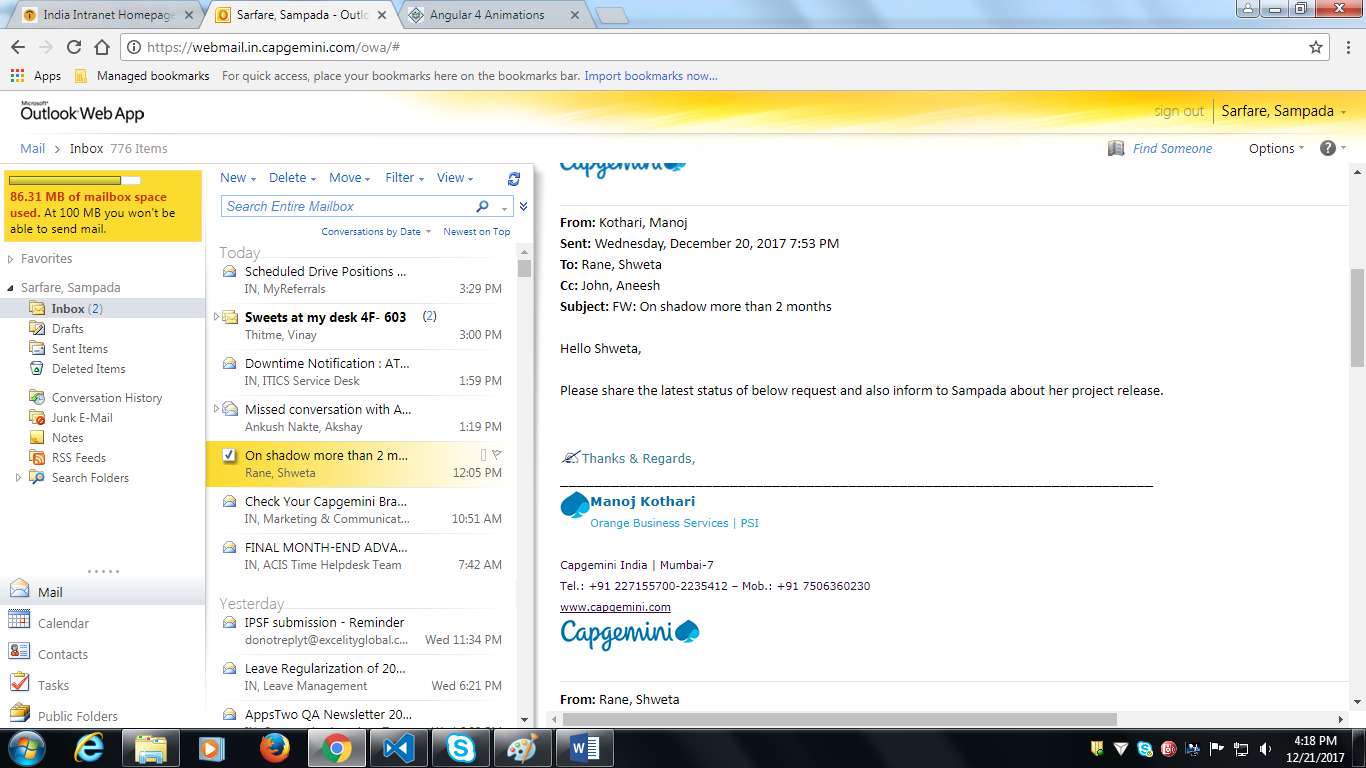 India Intranet Homepage
Sarfare, Sampada - Outlo
Angular 4 Animations
https://webmail.in.capgemini.com/owa/#
Apps
Managed bookmarks
For quick access, place your bookmarks here on the bookmarks bar. Import bookmarks now...
Microsoft®
Outlook Web App
sign out
Sarfare, Sampada
Mail > Inbox 776 Items
Find Someone
Options
86.31 MB of mailbox space
used. At 100 MB you won't be
able to send mail.
Favorites
Sarfare, Sampada
Inbox (2)
Drafts
Sent Items
Deleted Items
Conversation History
Junk E-Mail
Notes
RSS Feeds
Search Folders
Mail
Calendar
Contacts
Tasks
Public Folders
New Delete Move Filter View
Search Entire Mailbox
Conversations by Date Newest on Top
Today
Scheduled Drive Positions ...
IN, MyReferrals 3:29 PM
Sweets at my desk 4F- 603 (2)
Thitme, Vinay 3:00 PM
Downtime Notification : AT...
IN, ITICS Service Desk 1:59 PM
Missed conversation with A...
Ankush Nakte, Akshay 1:19 PM
On shadow more than 2 m...
Rane, Shweta 12:05 PM
Check Your Capgemini Bra...
IN, Marketing & Communicat... 10:51 AM
FINAL MONTH-END ADVA...
IN, ACIS Time Helpdesk Team 7:42 AM
Yesterday
IPSF submission - Reminder
donotreplyt@excelityglobal.c... Wed 11:34 PM
Leave Regularization of 20...
IN, Leave Management Wed 6:21 PM
AppsTwo QA Newsletter 20...
Capgemini
From: Kothari, Manoj
Sent: Wednesday, December 20, 2017 7:53 PM
To: Rane, Shweta
Cc: John, Aneesh
Subject: FW: On shadow more than 2 months
Hello Shweta,
Please share the latest status of below request and also inform to Sampada about her project release.
Thanks & Regards,
Manoj Kothari
Orange Business Services | PSI
Capgemini India | Mumbai-7
Tel.: +91 227155700-2235412 – Mob.: +91 7506360230
www.capgemini.com
Capgemini
From: Rane, Shweta
4:18 PM
12/21/2017